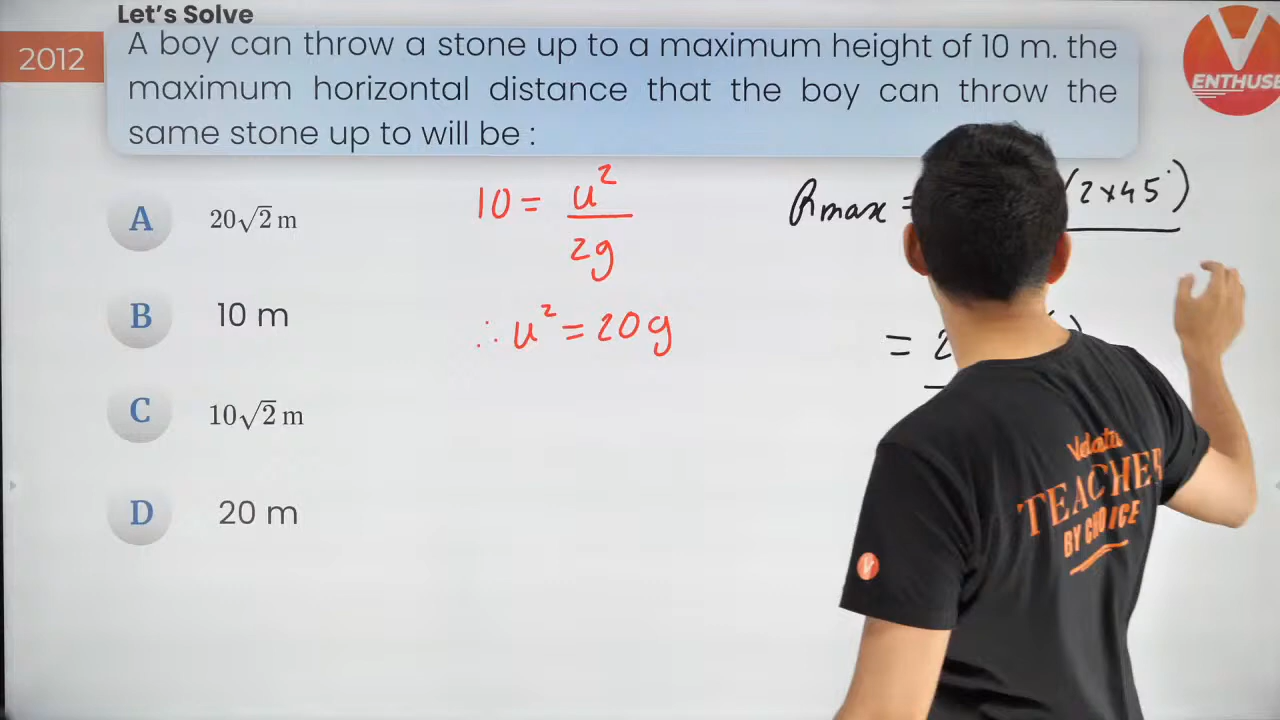 Let's Solve
2012
A boy can throw a stone up to a maximum height of 10 m. the
maximum horizontal distance that the boy can throw the
same stone up to will be :
V
ENTHUSE
A 20√2 m
B 10 m
C 10√2 m
D 20 m
10 = u²/2g
∴ u² = 20g
Rmax = (2×45°)
= 2
Vedantu
TEACHER
BY CHOICE
V